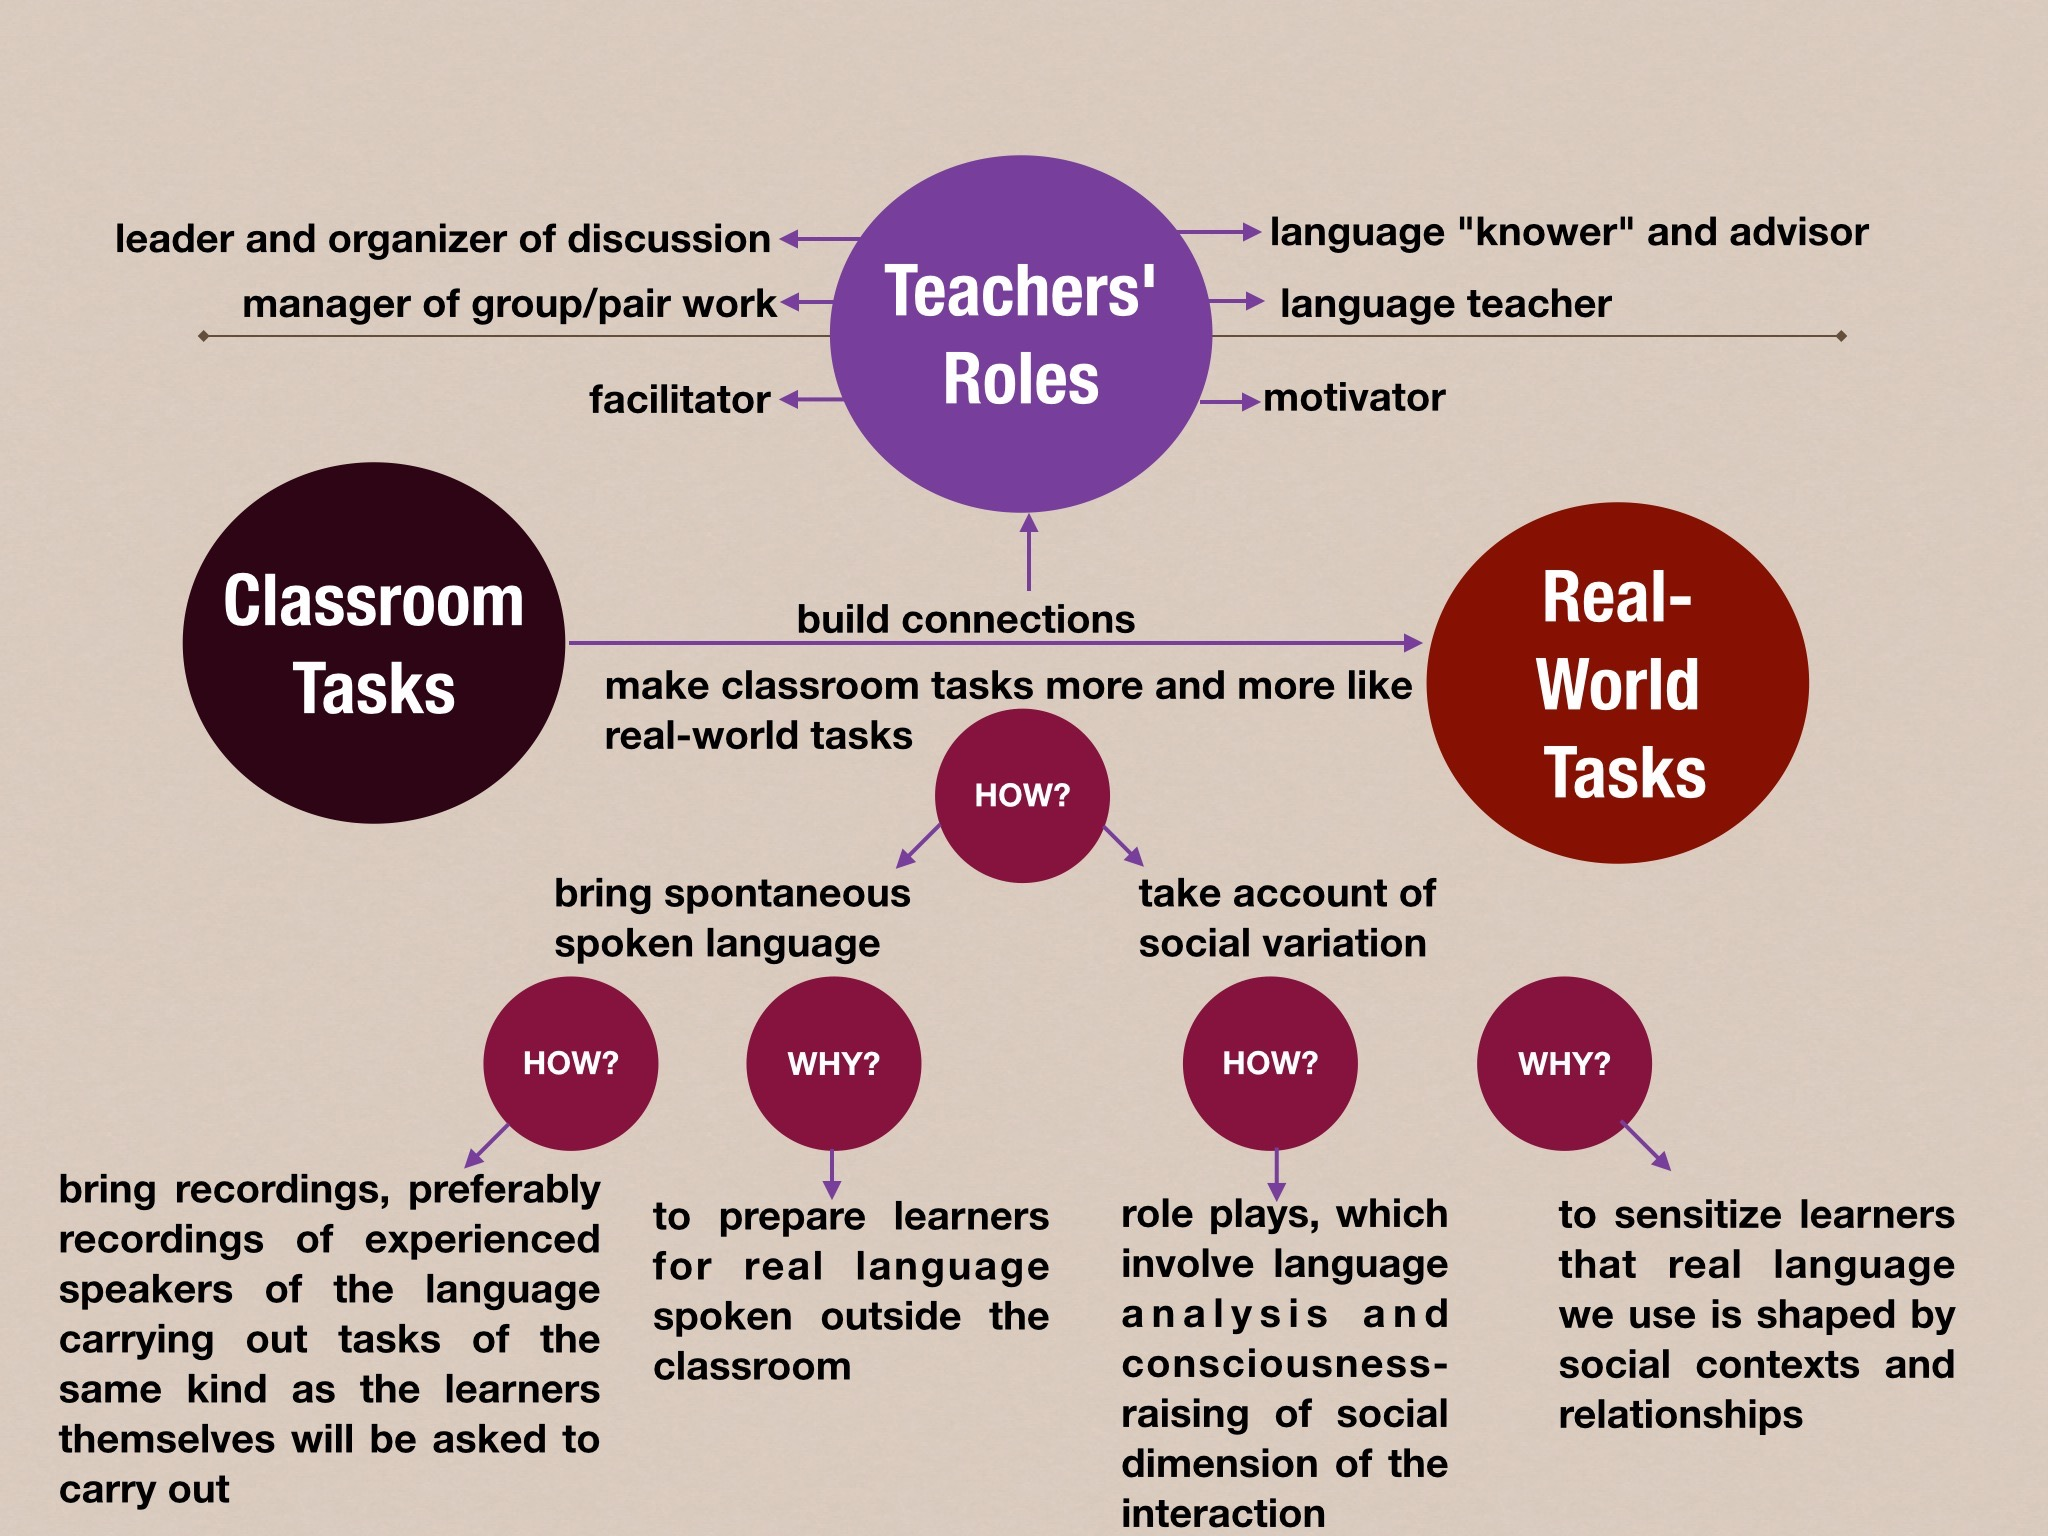 leader and organizer of discussion
manager of group/pair work
facilitator
Teachers'
Roles
language "knower" and advisor
language teacher
motivator
Classroom
Tasks
build connections
make classroom tasks more and more like
real-world tasks
Real-
World
Tasks
HOW?
bring spontaneous
spoken language
take account of
social variation
HOW?
WHY?
HOW?
WHY?
bring recordings, preferably
recordings of experienced
speakers of the language
carrying out tasks of the
same kind as the learners
themselves will be asked to
carry out
to prepare learners
for real language
spoken outside the
classroom
role plays, which
involve language
analysis and
consciousness-
raising of social
dimension of the
interaction
to sensitize learners
that real language
we use is shaped by
social contexts and
relationships